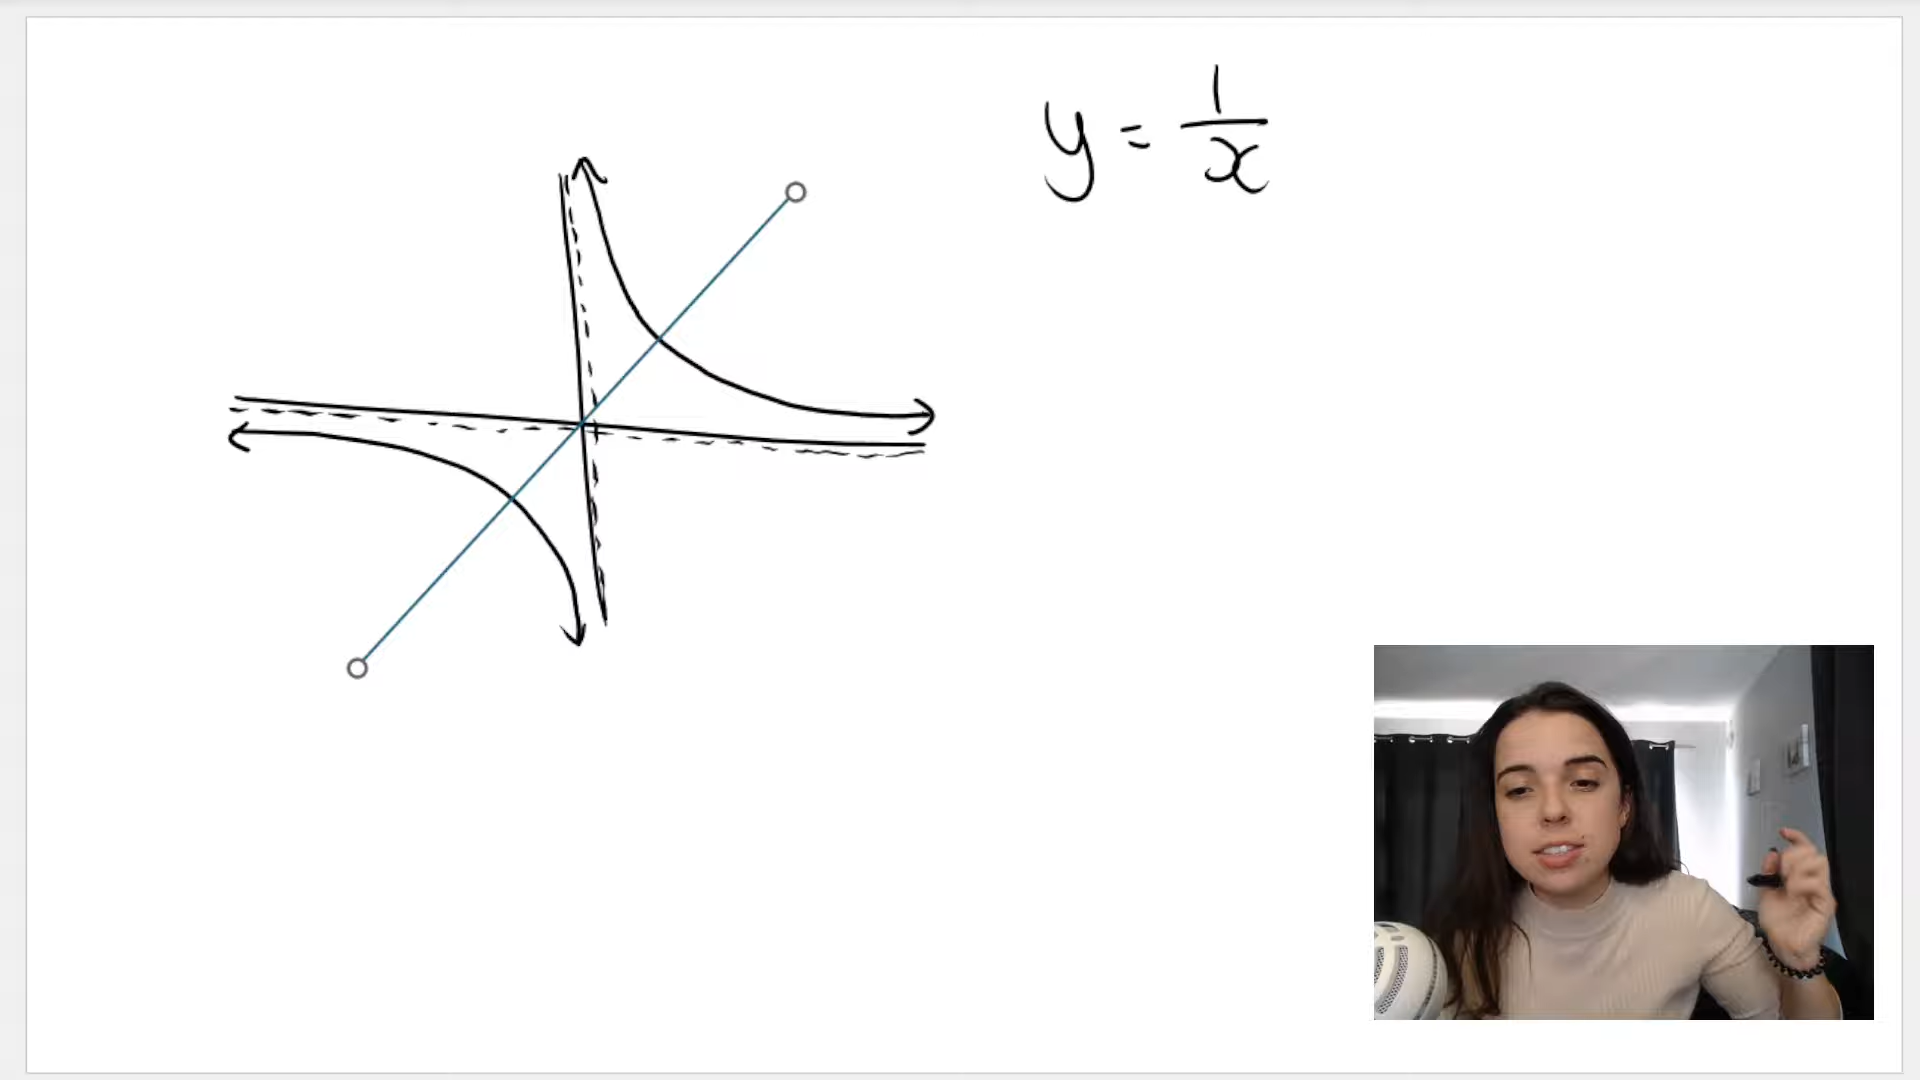 y = 1/x